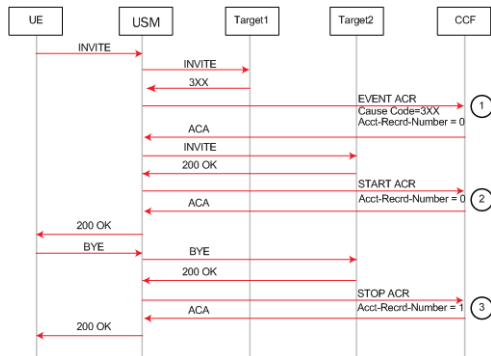 UE USM Target1 Target2 CCF
INVITE
INVITE
3XX
EVENT ACR
Cause Code=3XX
Acct-Recrd-Number = 0
1
ACA
INVITE
200 OK
START ACR
Acct-Recrd-Number = 0
2
ACA
200 OK
BYE
BYE
200 OK
STOP ACR
Acct-Recrd-Number = 1
3
ACA
200 OK